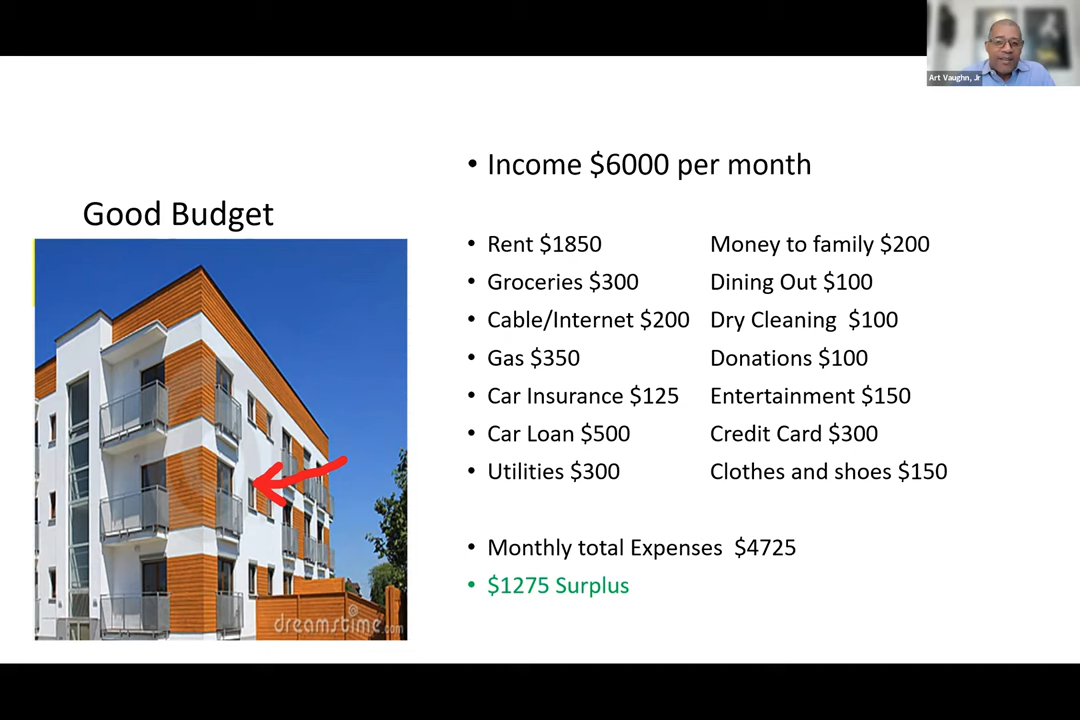 Art Vaughn, Jr
• Income $6000 per month
Good Budget
• Rent $1850
• Groceries $300
• Cable/Internet $200
• Gas $350
• Car Insurance $125
• Car Loan $500
• Utilities $300
Money to family $200
Dining Out $100
Dry Cleaning $100
Donations $100
Entertainment $150
Credit Card $300
Clothes and shoes $150
• Monthly total Expenses $4725
• $1275 Surplus
dreamstime.com